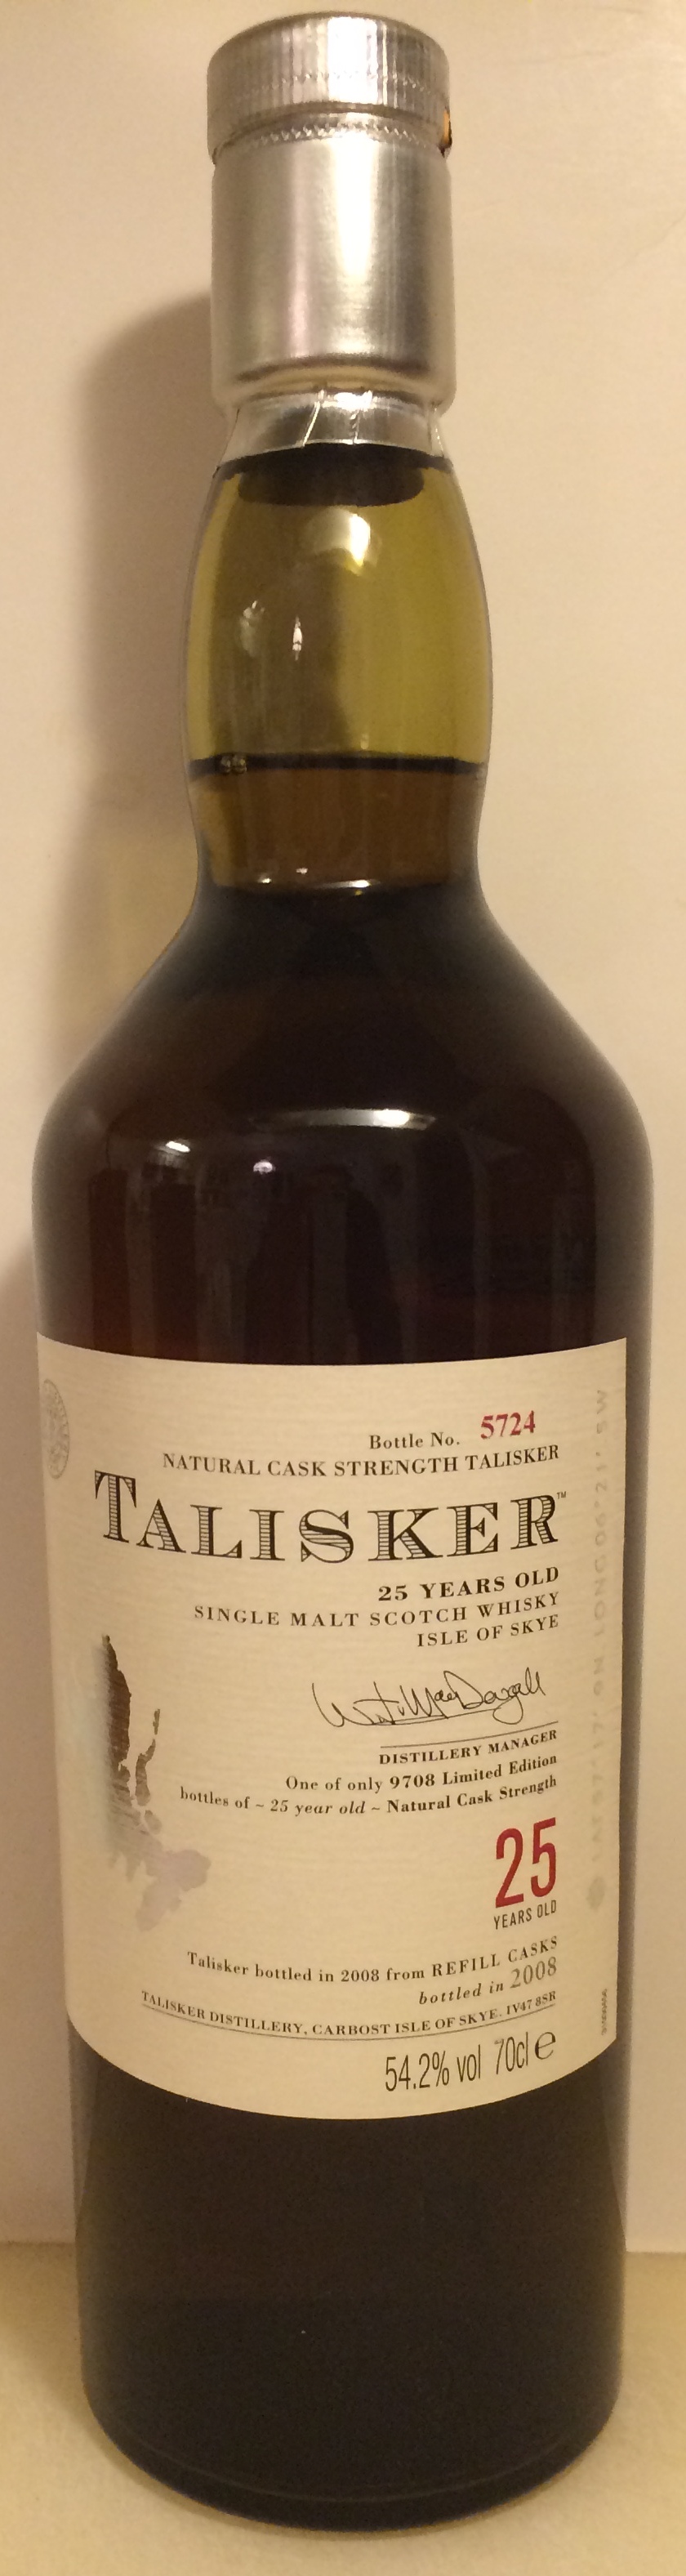 Bottle No. 5724
NATURAL CASK STRENGTH TALISKER
TALISKER™
25 YEARS OLD
SINGLE MALT SCOTCH WHISKY
ISLE OF SKYE
DISTILLERY MANAGER
One of only 9708 Limited Edition
bottles of ~ 25 year old ~ Natural Cask Strength
25
YEARS OLD
Talisker bottled in 2008 from REFILL CASKS
bottled in 2008
TALISKER DISTILLERY, CARBOST ISLE OF SKYE. IV47 8SR
54.2% vol 70cl e